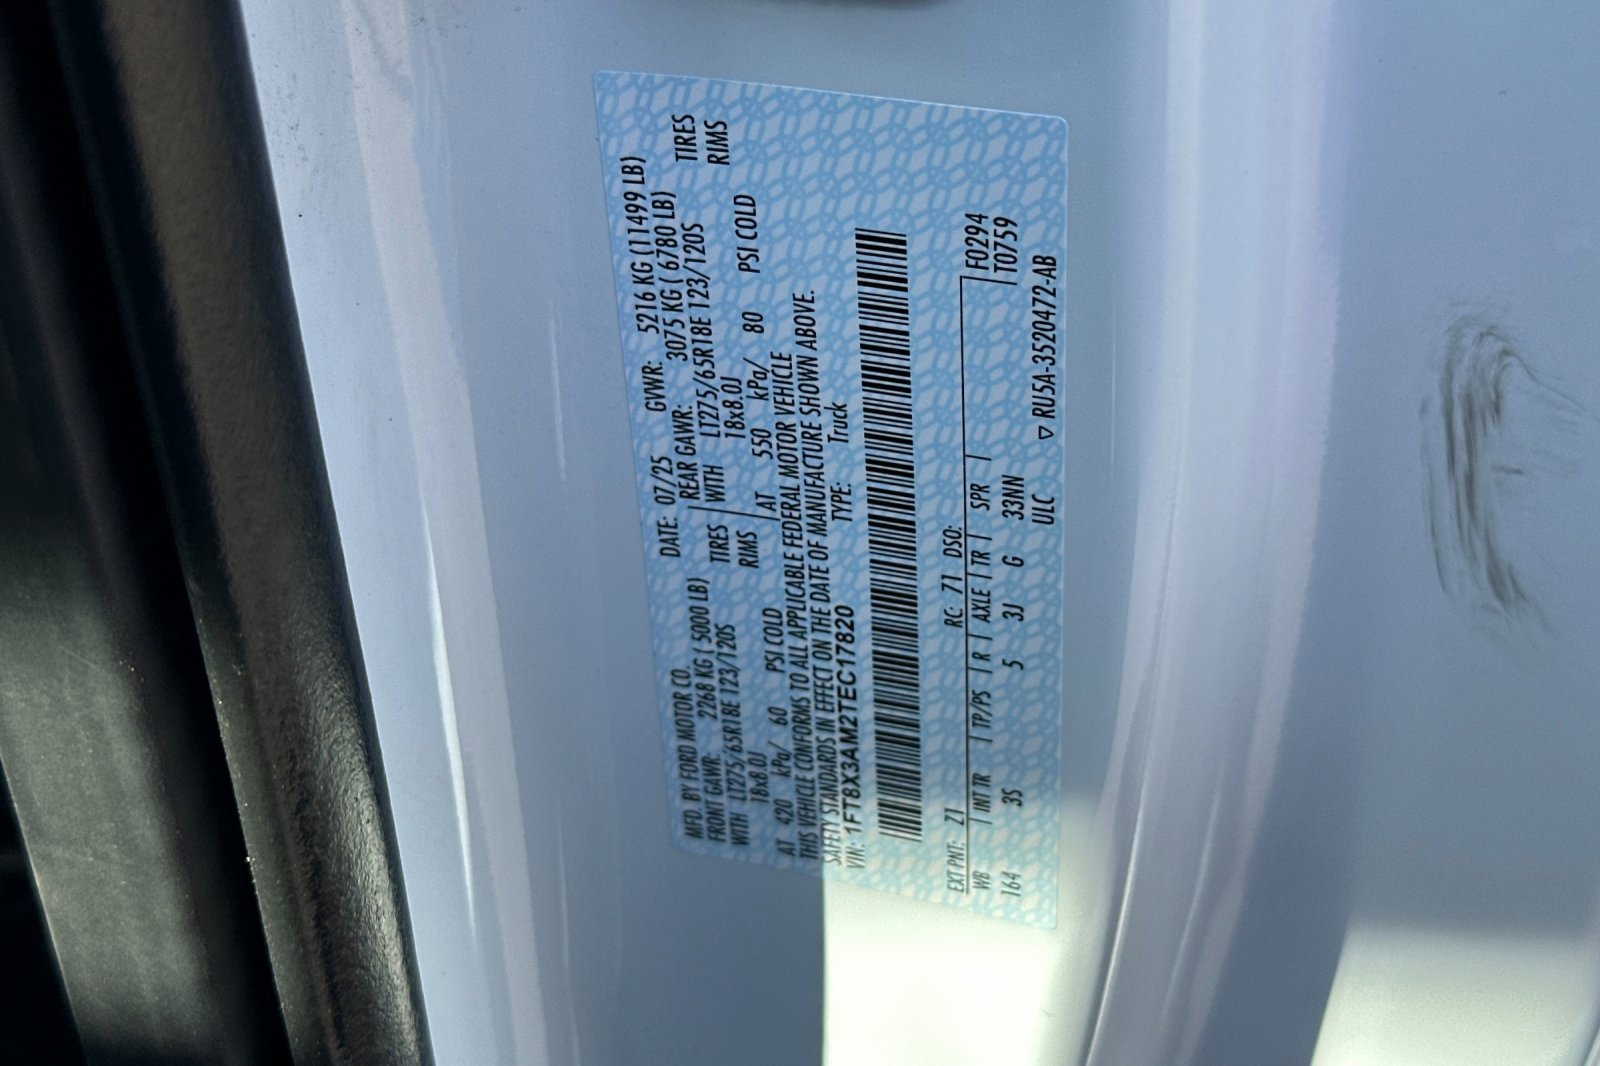 MFD. BY FORD MOTOR CO.
DATE: 07/25 GVWR: 5216 KG (11499 LB)
FRONT GAWR: 2268 KG ( 5000 LB) REAR GAWR: 3075 KG ( 6780 LB)
WITH LT275/65R18E 123/120S TIRES WITH LT275/65R18E 123/120S TIRES
18x8.0J RIMS 18x8.0J RIMS
AT 420 kPa/ 60 PSI COLD AT 550 kPa/ 80 PSI COLD
THIS VEHICLE CONFORMS TO ALL APPLICABLE FEDERAL MOTOR VEHICLE
SAFETY STANDARDS IN EFFECT ON THE DATE OF MANUFACTURE SHOWN ABOVE.
VIN: 1FT8X3AM2TEC17820 TYPE: Truck
EXT PNT: Z1 RC: 71 DSO: F0294
WB INT TR TP/PS R AXLE TR SPR T0759
164 3S 5 3J G 33NN
ULC ▽ RU5A-3520472-AB